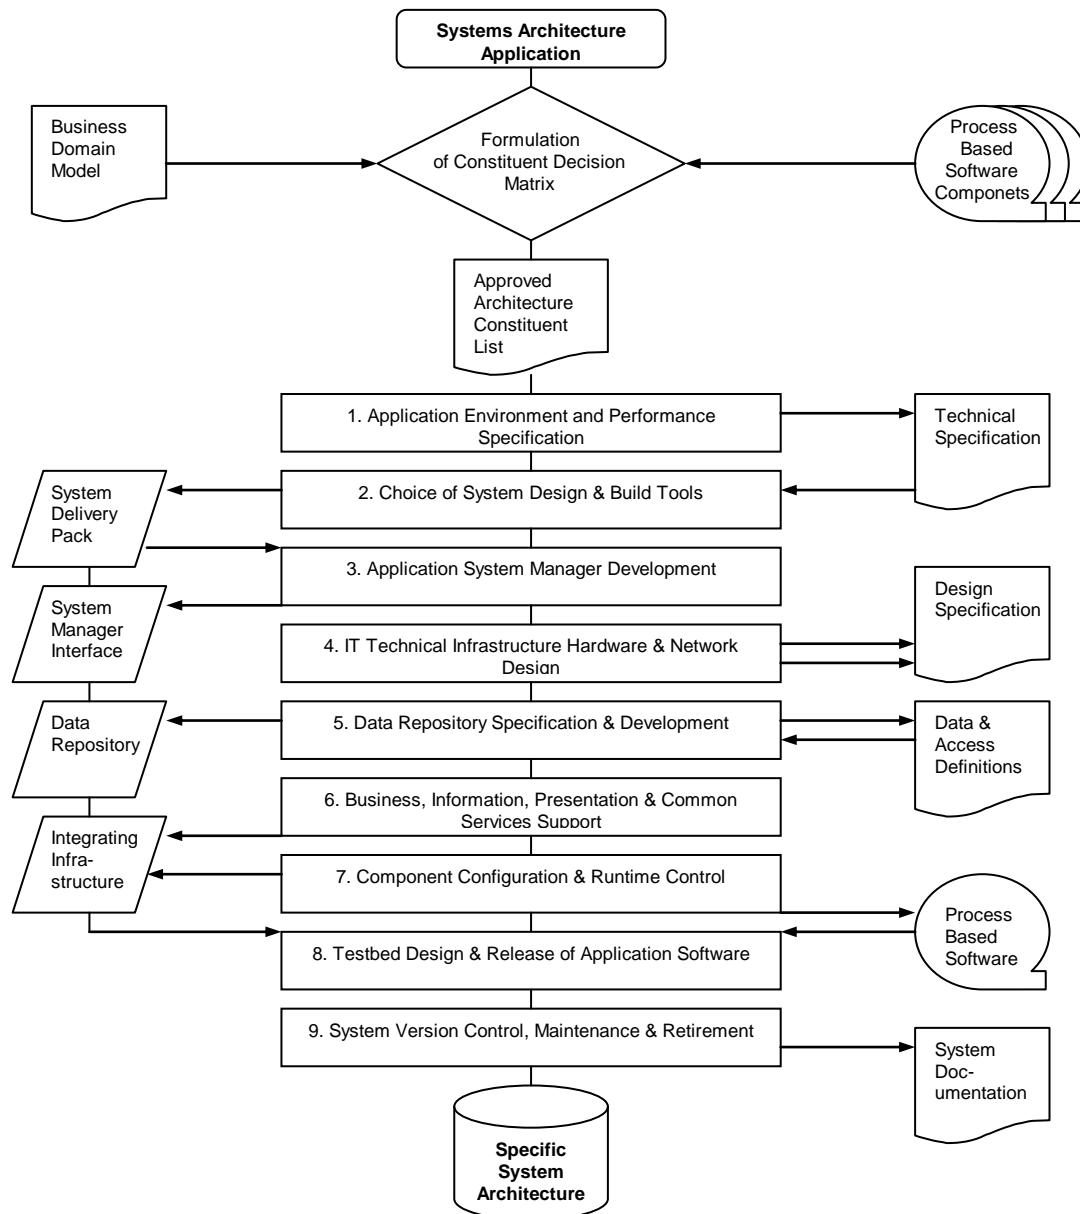 Systems Architecture
Application
Business
Domain
Model
Formulation
of Constituent Decision
Matrix
Process
Based
Software
Componets
Approved
Architecture
Constituent
List
1. Application Environment and Performance
Specification
Technical
Specification
System
Delivery
Pack
2. Choice of System Design & Build Tools
3. Application System Manager Development
System
Manager
Interface
Design
Specification
4. IT Technical Infrastructure Hardware & Network
Design
Data
Repository
5. Data Repository Specification & Development
Data &
Access
Definitions
6. Business, Information, Presentation & Common
Services Support
Integrating
Infra-
structure
7. Component Configuration & Runtime Control
Process
Based
Software
8. Testbed Design & Release of Application Software
9. System Version Control, Maintenance & Retirement
System
Doc-
umentation
Specific
System
Architecture